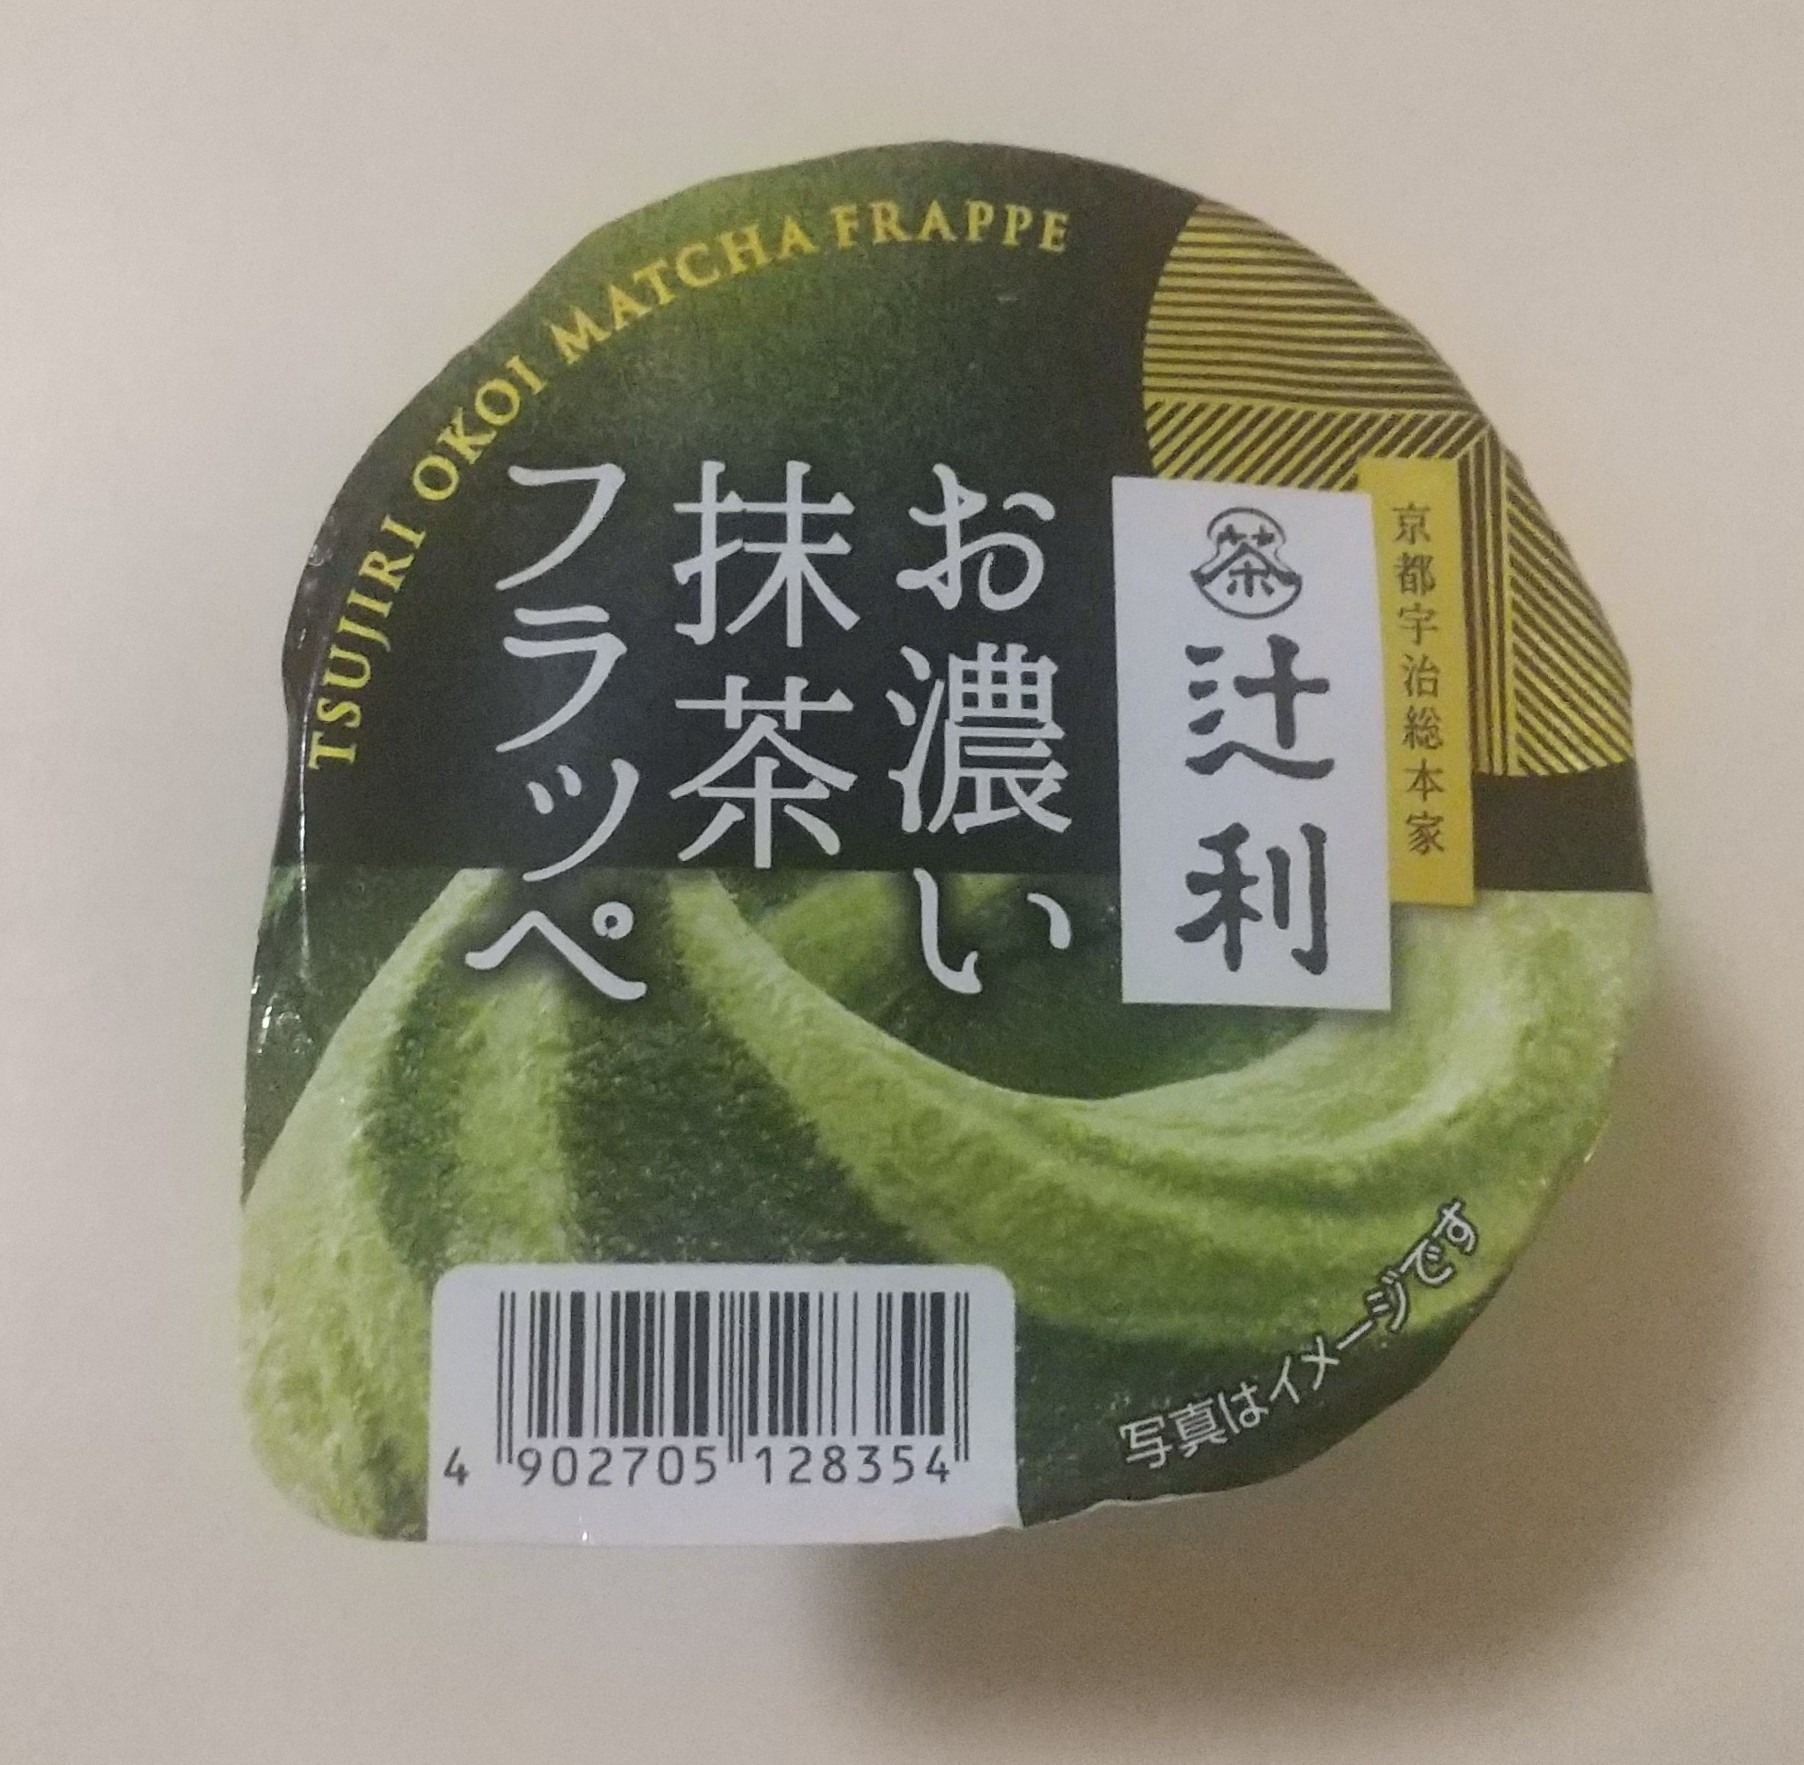 TSUJIRI OKOI MATCHA FRAPPE
京都宇治総本家
茶
辻利
お濃い
抹茶
フラッペ
写真はイメージです
4 902705 128354